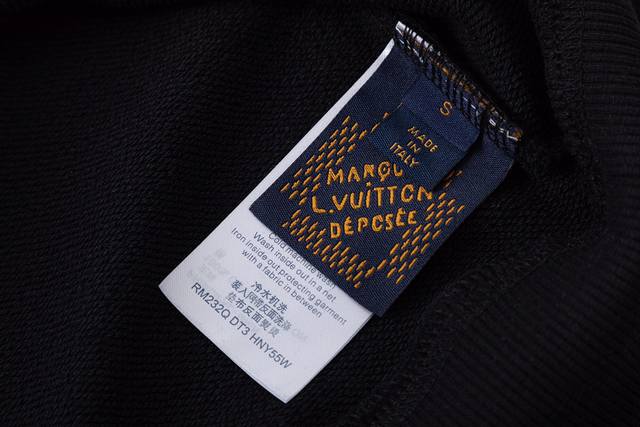 S
MADE
IN
ITALY
MARQU
L.VUITTON
DÉPOSÉE
Cold machine wash
Wash inside out in a net
Iron inside out protecting garment
with a fabric in between
冷水机洗
装入网袋反面洗涤
垫布反面熨烫
RM232Q DT3 HNY55W